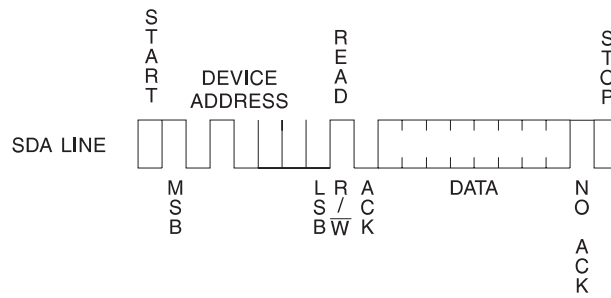 START
DEVICE
ADDRESS
READ
STOP
SDA LINE
MSB
LSB
R/W̅
ACK
DATA
NO ACK